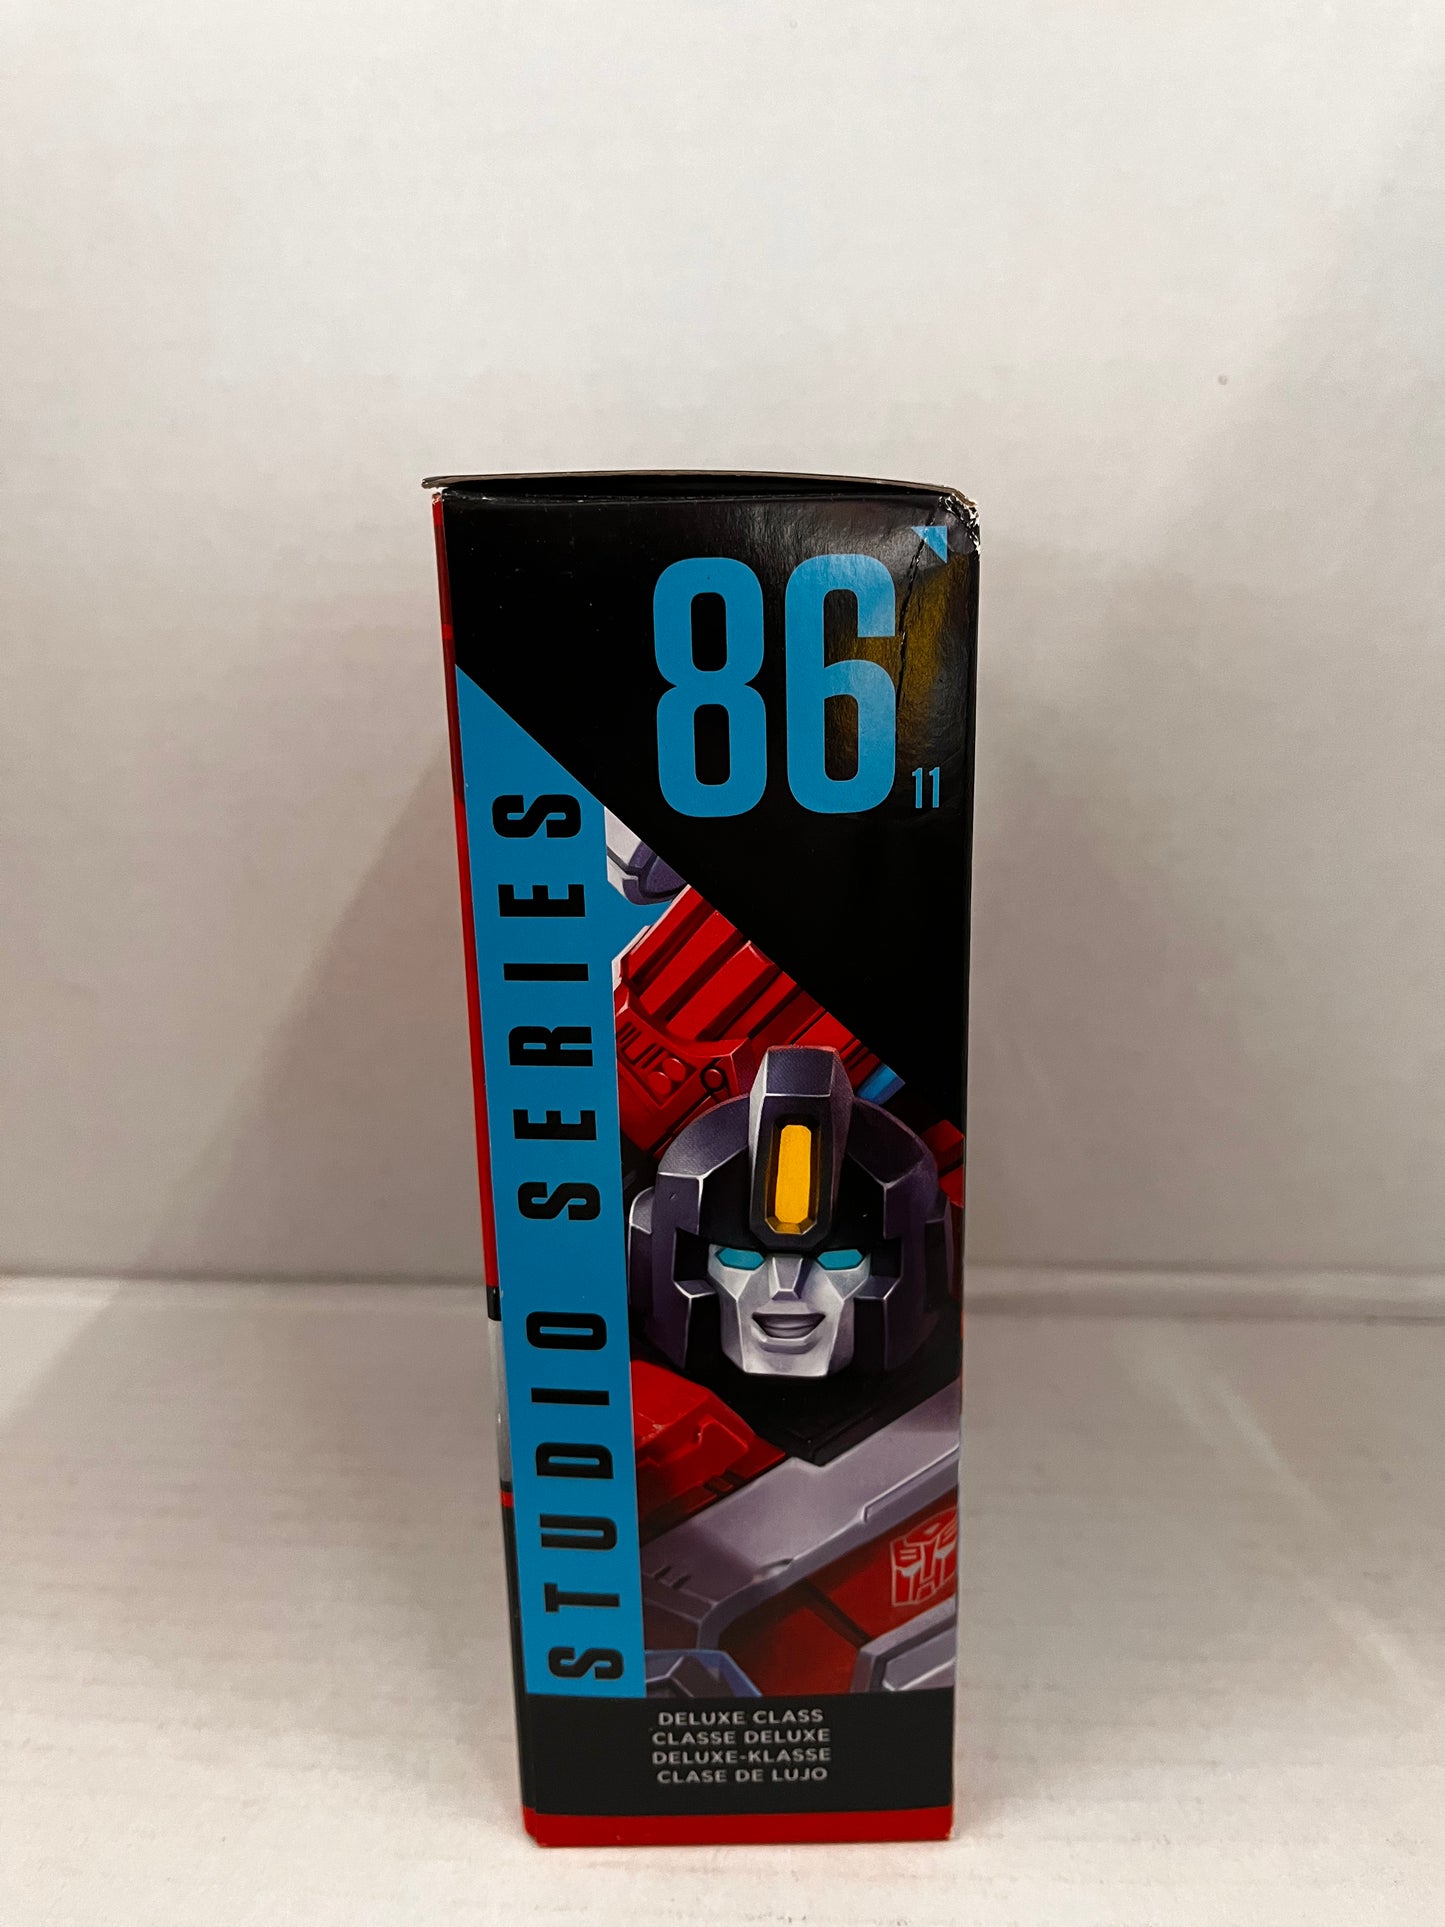 86
11
STUDIO SERIES
DELUXE CLASS
CLASSE DELUXE
DELUXE-KLASSE
CLASE DE LUJO